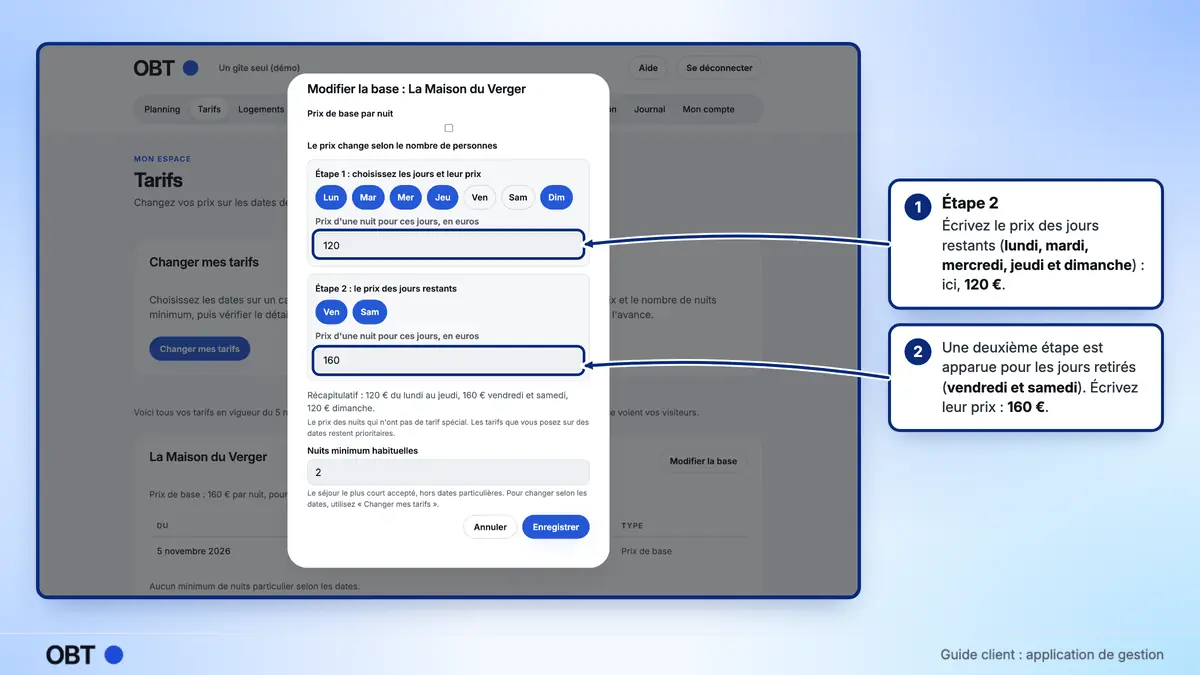 OBT
Un gîte seul (démo)
Aide
Se déconnecter
Planning
Tarifs
Logements
Journal
Mon compte
MON ESPACE
Tarifs
Changez vos prix sur les dates de
Changer mes tarifs
Choisissez les dates sur un ca
x et le nombre de nuits
minimum, puis vérifier le détai
l'avance.
Changer mes tarifs
Voici tous vos tarifs en vigueur du 5 n
e voient vos visiteurs.
La Maison du Verger
Modifier la base
Prix de base : 160 € par nuit, pour
DU
TYPE
5 novembre 2026
Prix de base
Aucun minimum de nuits particulier selon les dates.
Modifier la base : La Maison du Verger
Prix de base par nuit
Le prix change selon le nombre de personnes
Étape 1 : choisissez les jours et leur prix
Lun Mar Mer Jeu Ven Sam Dim
Prix d'une nuit pour ces jours, en euros
120
Étape 2 : le prix des jours restants
Ven Sam
Prix d'une nuit pour ces jours, en euros
160
Récapitulatif : 120 € du lundi au jeudi, 160 € vendredi et samedi,
120 € dimanche.
Le prix des nuits qui n'ont pas de tarif spécial. Les tarifs que vous posez sur des
dates restent prioritaires.
Nuits minimum habituelles
2
Le séjour le plus court accepté, hors dates particulières. Pour changer selon les
dates, utilisez « Changer mes tarifs ».
Annuler
Enregistrer
1
Étape 2
Écrivez le prix des jours
restants (lundi, mardi,
mercredi, jeudi et dimanche) :
ici, 120 €.
2
Une deuxième étape est
apparue pour les jours retirés
(vendredi et samedi). Écrivez
leur prix : 160 €.
OBT
Guide client : application de gestion